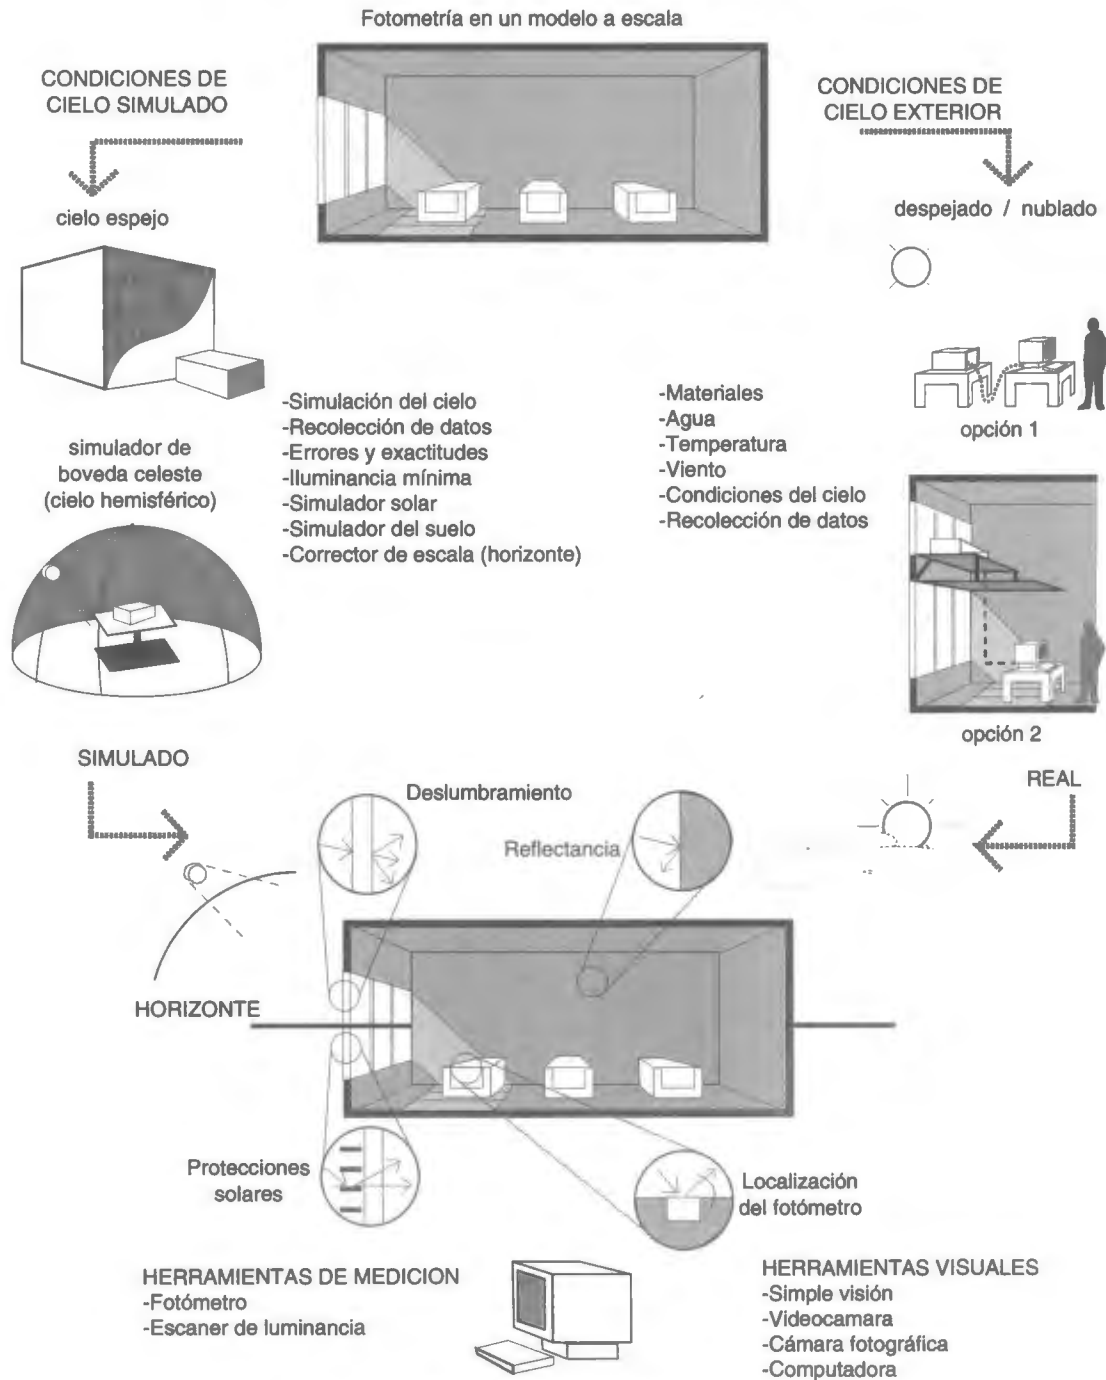 Fotometría en un modelo a escala
CONDICIONES DE
CIELO SIMULADO
CONDICIONES DE
CIELO EXTERIOR
cielo espejo
despejado / nublado
-Simulación del cielo
-Recolección de datos
-Errores y exactitudes
-Iluminancia mínima
-Simulador solar
-Simulador del suelo
-Corrector de escala (horizonte)
-Materiales
-Agua
-Temperatura
-Viento
-Condiciones del cielo
-Recolección de datos
opción 1
simulador de
boveda celeste
(cielo hemisférico)
opción 2
SIMULADO
REAL
Deslumbramiento
Reflectancia
HORIZONTE
Protecciones
solares
Localización
del fotómetro
HERRAMIENTAS DE MEDICION
-Fotómetro
-Escaner de luminancia
HERRAMIENTAS VISUALES
-Simple visión
-Videocamara
-Cámara fotográfica
-Computadora